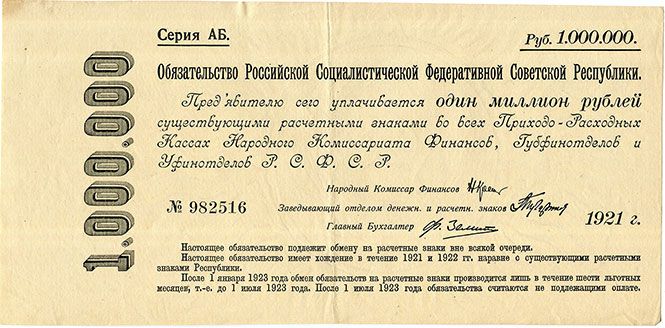 Серия АБ.
Руб. 1.000.000.
1.000.000
Обязательство Российской Социалистической Федеративной Советской Республики.
Пред'явителю сего уплачивается один миллион рублей
существующими расчетными знаками во всех Приходо-Расходных
Кассах Народного Комиссариата Финансов, Губфинотделов и
Уфинотделов Р. С. Ф. С. Р.
Народный Комиссар Финансов
№ 982516
Заведывающий отделом денежн. и расчетн. знаков
1921 г.
Главный Бухгалтер
Настоящее обязательство подлежит обмену на расчетные знаки вне всякой очереди.
Настоящее обязательство имеет хождение в течение 1921 и 1922 гг. наравне с существующими расчетными
знаками Республики.
После 1 января 1923 года обмен обязательств на расчетные знаки производится лишь в течение шести льготных
месяцев, т.-е. до 1 июля 1923 года. После 1 июля 1923 года обязательства считаются не подлежащими оплате.